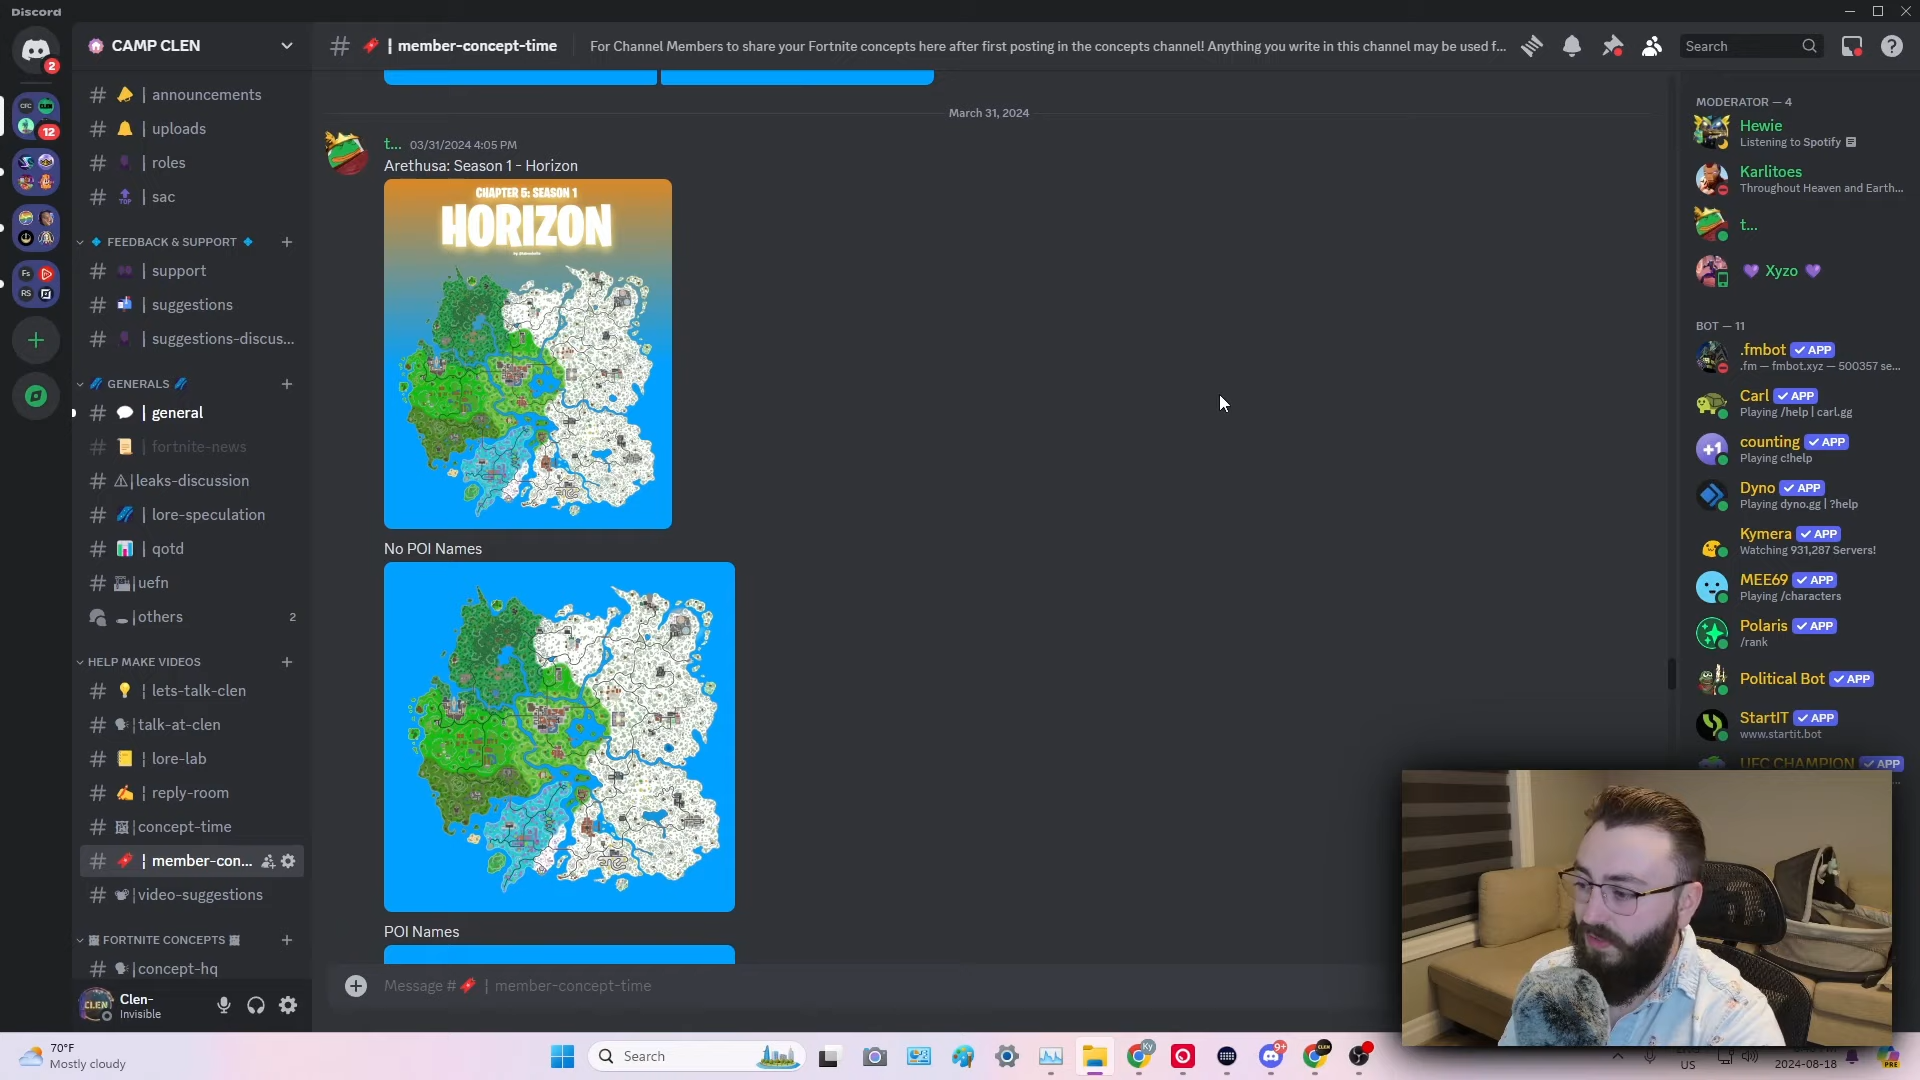 Discord
CAMP CLEN
# | member-concept-time
For Channel Members to share your Fortnite concepts here after first posting in the concepts channel! Anything you write in this channel may be used f...
Search
2
12
# | announcements
# | uploads
# | roles
# | sac
FEEDBACK & SUPPORT
# | support
# | suggestions
# | suggestions-discus...
GENERALS
# | general
# | fortnite-news
# |leaks-discussion
# | lore-speculation
# | qotd
# |uefn
|others
2
HELP MAKE VIDEOS
# | lets-talk-clen
# |talk-at-clen
# | lore-lab
# | reply-room
# |concept-time
# | member-con...
# |video-suggestions
FORTNITE CONCEPTS
# |concept-hq
CLEN
Clen-
Invisible
March 31, 2024
t... 03/31/2024 4:05 PM
Arethusa: Season 1 - Horizon
CHAPTER 5: SEASON 1
HORIZON
No POI Names
POI Names
Message # | member-concept-time
MODERATOR — 4
Hewie
Listening to Spotify
Karlitoes
Throughout Heaven and Earth...
t...
Xyzo
BOT — 11
.fmbot APP
.fm — fmbot.xyz — 500357 se...
Carl APP
Playing /help | carl.gg
counting APP
Playing c!help
Dyno APP
Playing dyno.gg | ?help
Kymera APP
Watching 931,287 Servers!
MEE69 APP
Playing /characters
Polaris APP
/rank
Political Bot APP
StartIT APP
www.startit.bot
UFC CHAMPION APP
70°F
Mostly cloudy
Search
9+
US
2024-08-18